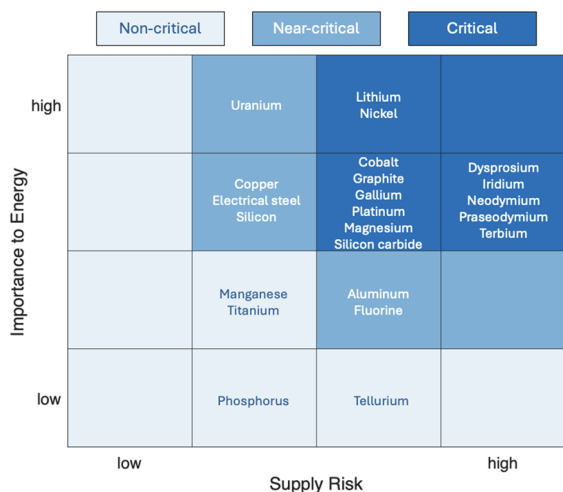 Non-critical
Near-critical
Critical
Importance to Energy
high
low
Uranium
Lithium
Nickel
Copper
Electrical steel
Silicon
Cobalt
Graphite
Gallium
Platinum
Magnesium
Silicon carbide
Dysprosium
Iridium
Neodymium
Praseodymium
Terbium
Manganese
Titanium
Aluminum
Fluorine
Phosphorus
Tellurium
low
high
Supply Risk